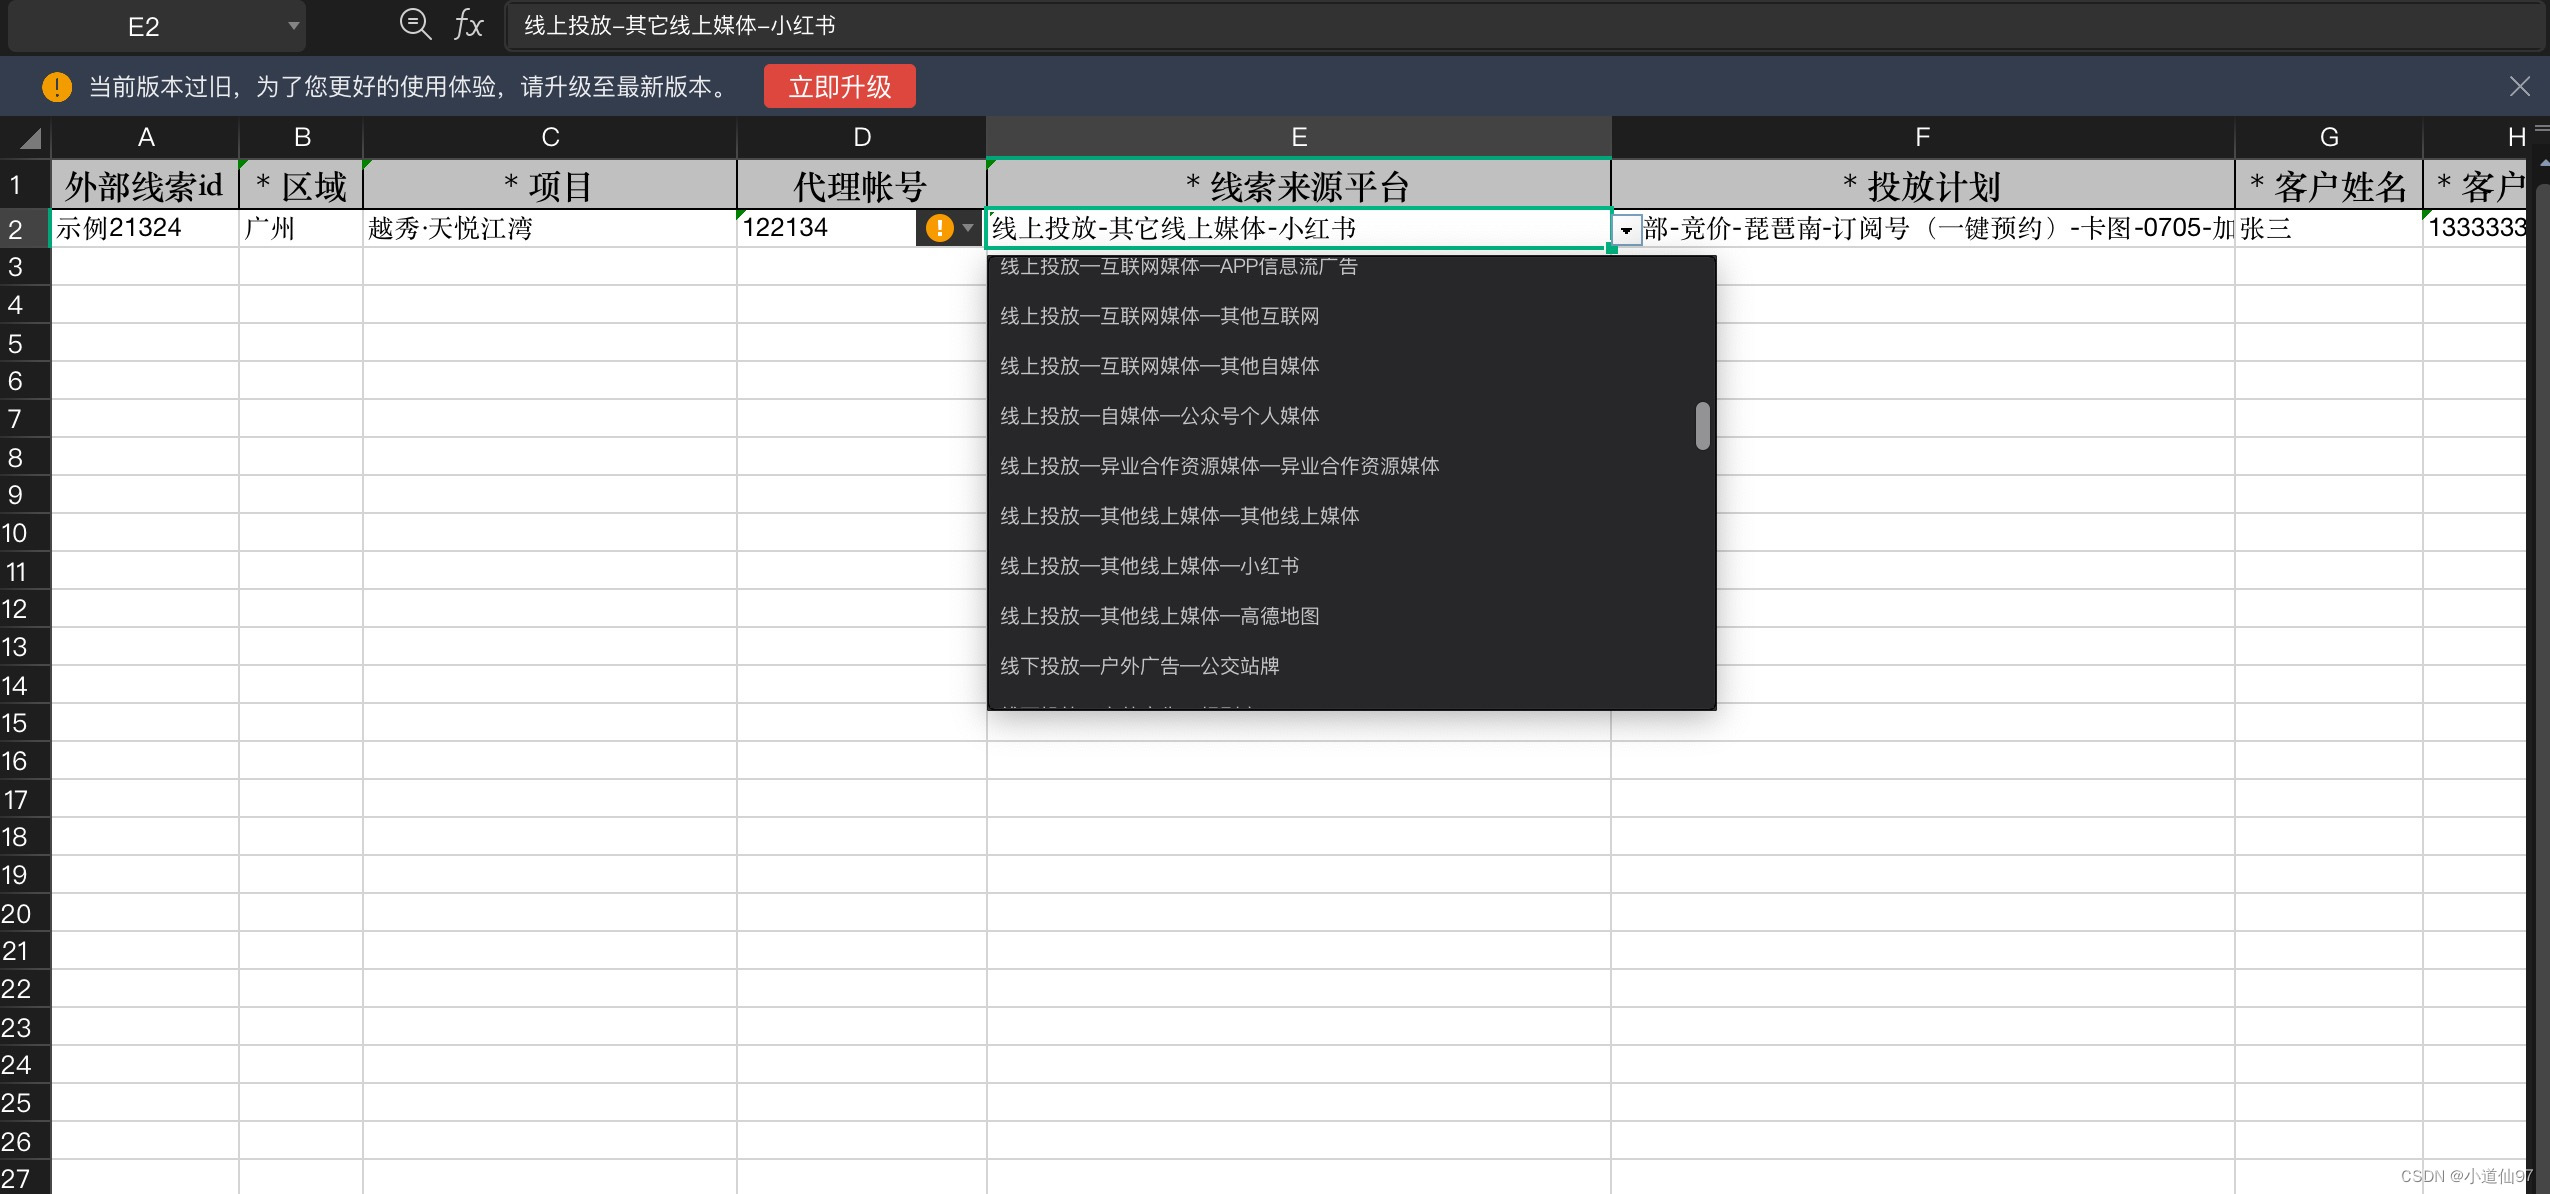 E2
fx
线上投放-其它线上媒体-小红书
当前版本过旧，为了您更好的使用体验，请升级至最新版本。
立即升级
A B C D E F G H
1 外部线索id * 区域 * 项目 代理帐号 * 线索来源平台 * 投放计划 * 客户姓名 * 客户
2 示例21324 广州 越秀·天悦江湾 122134 线上投放-其它线上媒体-小红书 部-竞价-琵琶南-订阅号（一键预约）-卡图-0705-加 张三 1333333
3
线上投放—互联网媒体—APP信息流广告
4
线上投放—互联网媒体—其他互联网
5
线上投放—互联网媒体—其他自媒体
6
7
线上投放—自媒体—公众号个人媒体
8
线上投放—异业合作资源媒体—异业合作资源媒体
9
10
线上投放—其他线上媒体—其他线上媒体
11
线上投放—其他线上媒体—小红书
12
线上投放—其他线上媒体—高德地图
13
14
线下投放—户外广告—公交站牌
15
16
17
18
19
20
21
22
23
24
25
26
27
CSDN @小道仙97